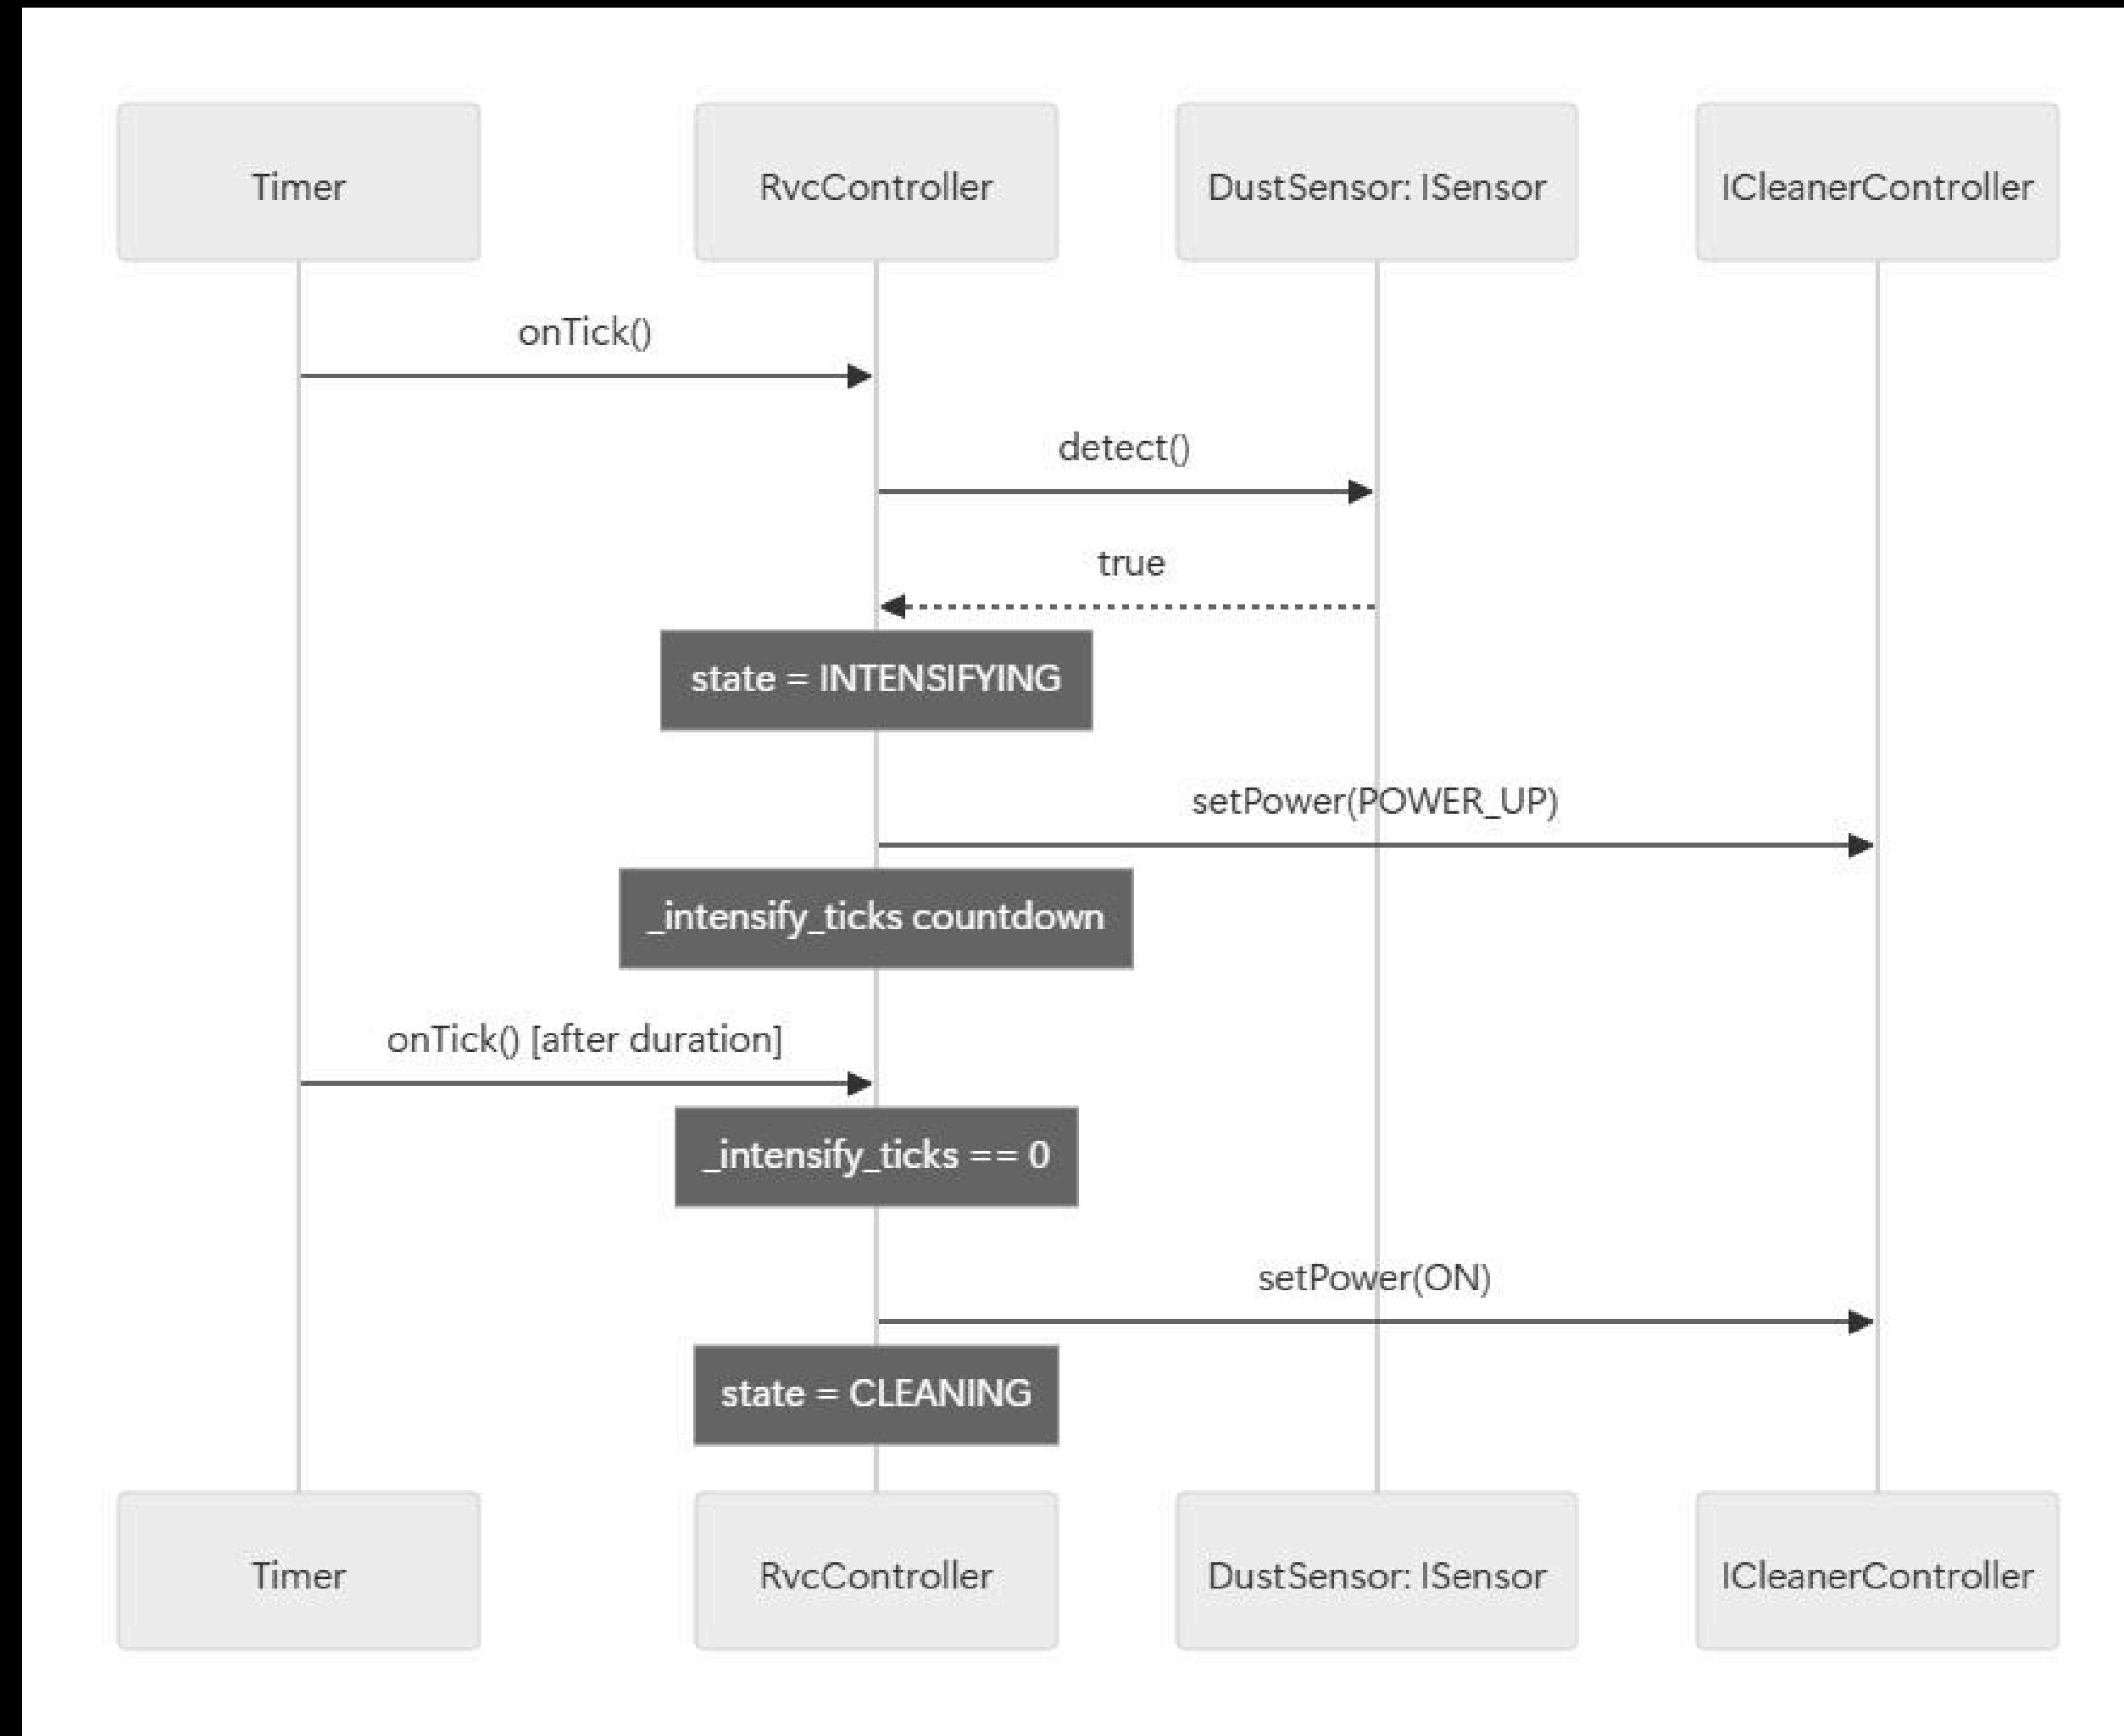 Timer
RvcController
DustSensor: ISensor
ICleanerController
onTick()
detect()
true
state = INTENSIFYING
setPower(POWER_UP)
_intensify_ticks countdown
onTick() [after duration]
_intensify_ticks == 0
setPower(ON)
state = CLEANING
Timer
RvcController
DustSensor: ISensor
ICleanerController